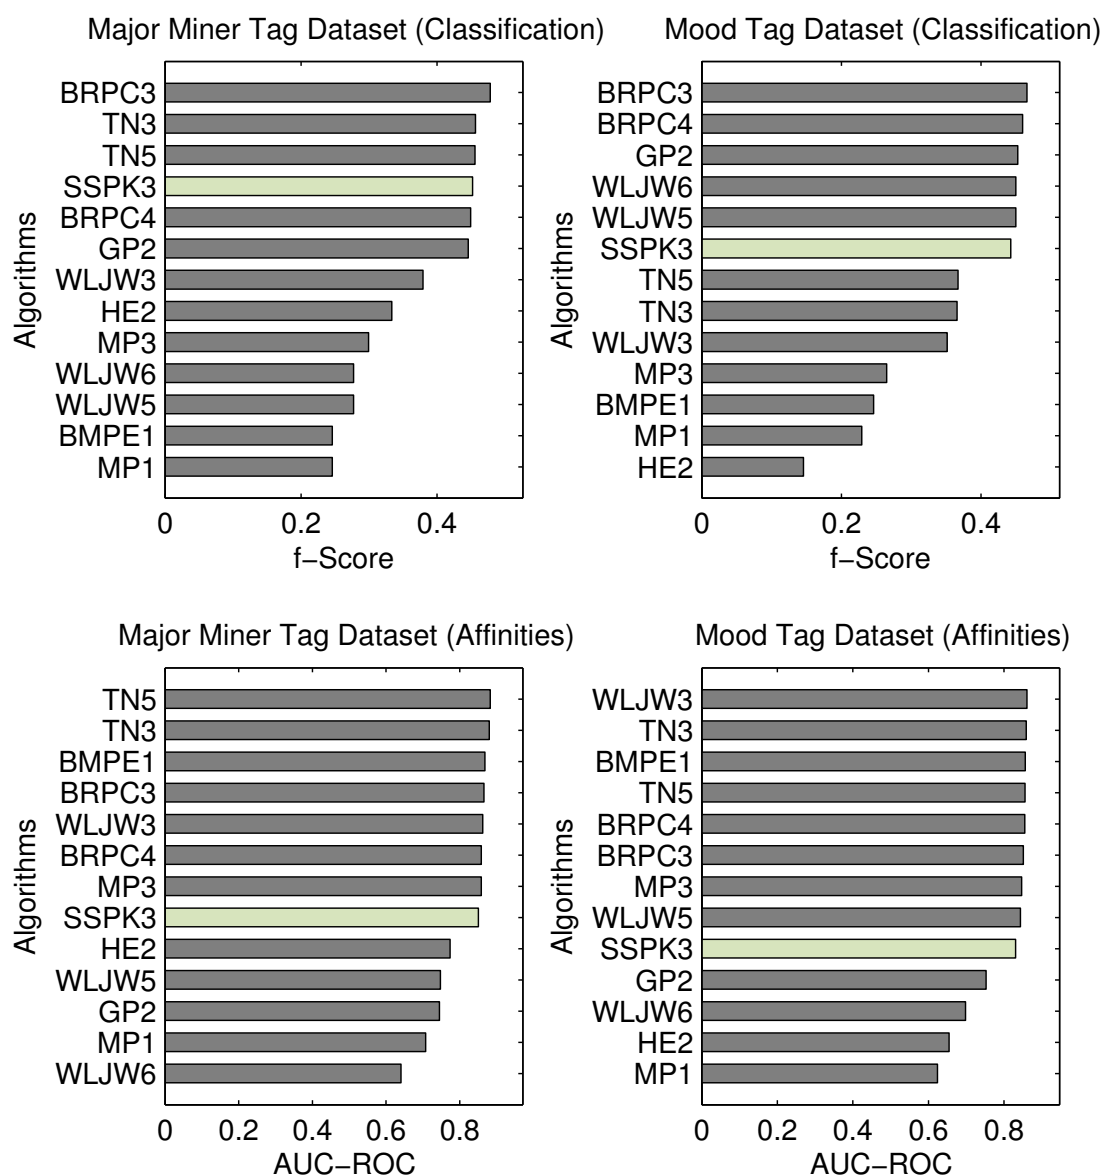 Major Miner Tag Dataset (Classification)
BRPC3
TN3
TN5
SSPK3
BRPC4
GP2
WLJW3
HE2
MP3
WLJW6
WLJW5
BMPE1
MP1
Algorithms
0 0.2 0.4
f−Score
Mood Tag Dataset (Classification)
BRPC3
BRPC4
GP2
WLJW6
WLJW5
SSPK3
TN5
TN3
WLJW3
MP3
BMPE1
MP1
HE2
Algorithms
0 0.2 0.4
f−Score
Major Miner Tag Dataset (Affinities)
TN5
TN3
BMPE1
BRPC3
WLJW3
BRPC4
MP3
SSPK3
HE2
WLJW5
GP2
MP1
WLJW6
Algorithms
0 0.2 0.4 0.6 0.8
AUC−ROC
Mood Tag Dataset (Affinities)
WLJW3
TN3
BMPE1
TN5
BRPC4
BRPC3
MP3
WLJW5
SSPK3
GP2
WLJW6
HE2
MP1
Algorithms
0 0.2 0.4 0.6 0.8
AUC−ROC